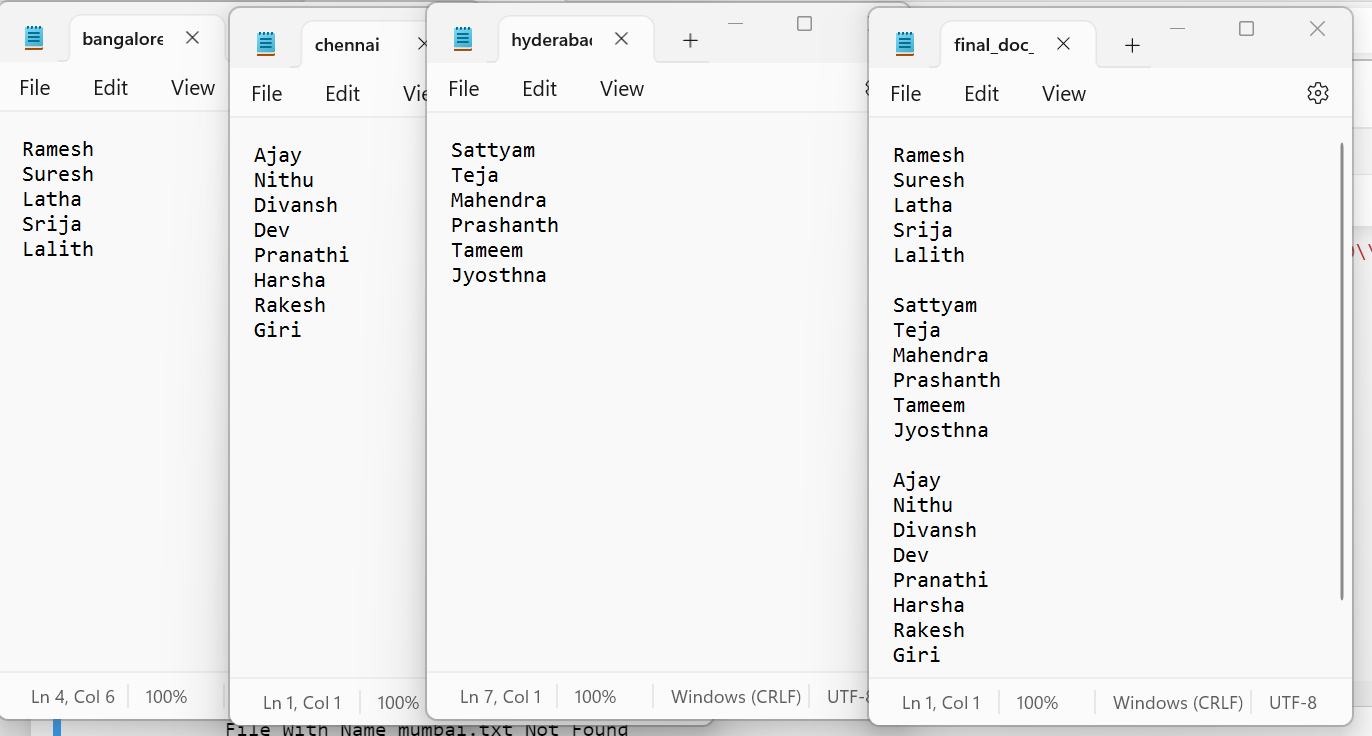 bangalore
File Edit View
Ramesh
Suresh
Latha
Srija
Lalith
Ln 4, Col 6 100%
chennai
File Edit
Ajay
Nithu
Divansh
Dev
Pranathi
Harsha
Rakesh
Giri
Ln 1, Col 1 100%
hyderabad
File Edit View
Sattyam
Teja
Mahendra
Prashanth
Tameem
Jyosthna
Ln 7, Col 1 100% Windows (CRLF) UTF-8
final_doc_
File Edit View
Ramesh
Suresh
Latha
Srija
Lalith
Sattyam
Teja
Mahendra
Prashanth
Tameem
Jyosthna
Ajay
Nithu
Divansh
Dev
Pranathi
Harsha
Rakesh
Giri
Ln 1, Col 1 100% Windows (CRLF) UTF-8
File With Name mumbai.txt Not Found